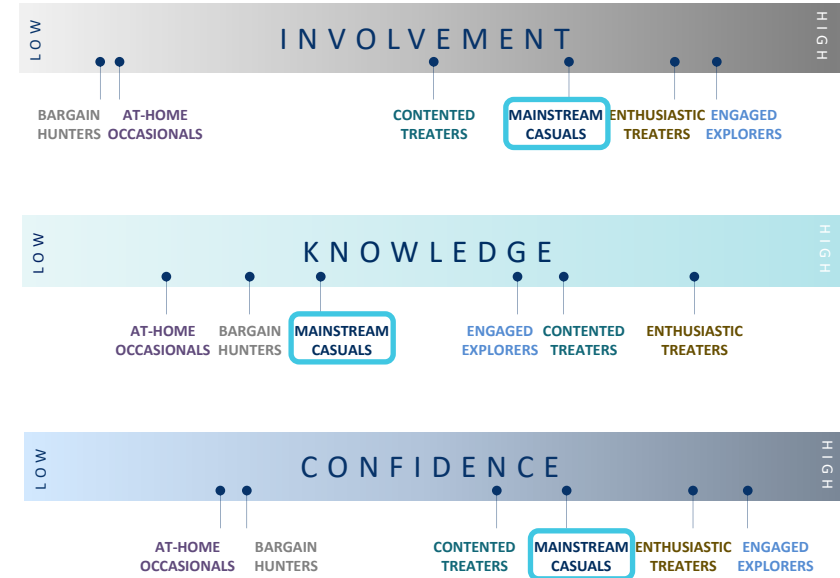 LOW
INVOLVEMENT
HIGH
BARGAIN HUNTERS
AT-HOME OCCASIONALS
CONTENTED TREATERS
MAINSTREAM CASUALS
ENTHUSIASTIC TREATERS
ENGAGED EXPLORERS
LOW
KNOWLEDGE
HIGH
AT-HOME OCCASIONALS
BARGAIN HUNTERS
MAINSTREAM CASUALS
ENGAGED EXPLORERS
CONTENTED TREATERS
ENTHUSIASTIC TREATERS
LOW
CONFIDENCE
HIGH
AT-HOME OCCASIONALS
BARGAIN HUNTERS
CONTENTED TREATERS
MAINSTREAM CASUALS
ENTHUSIASTIC TREATERS
ENGAGED EXPLORERS